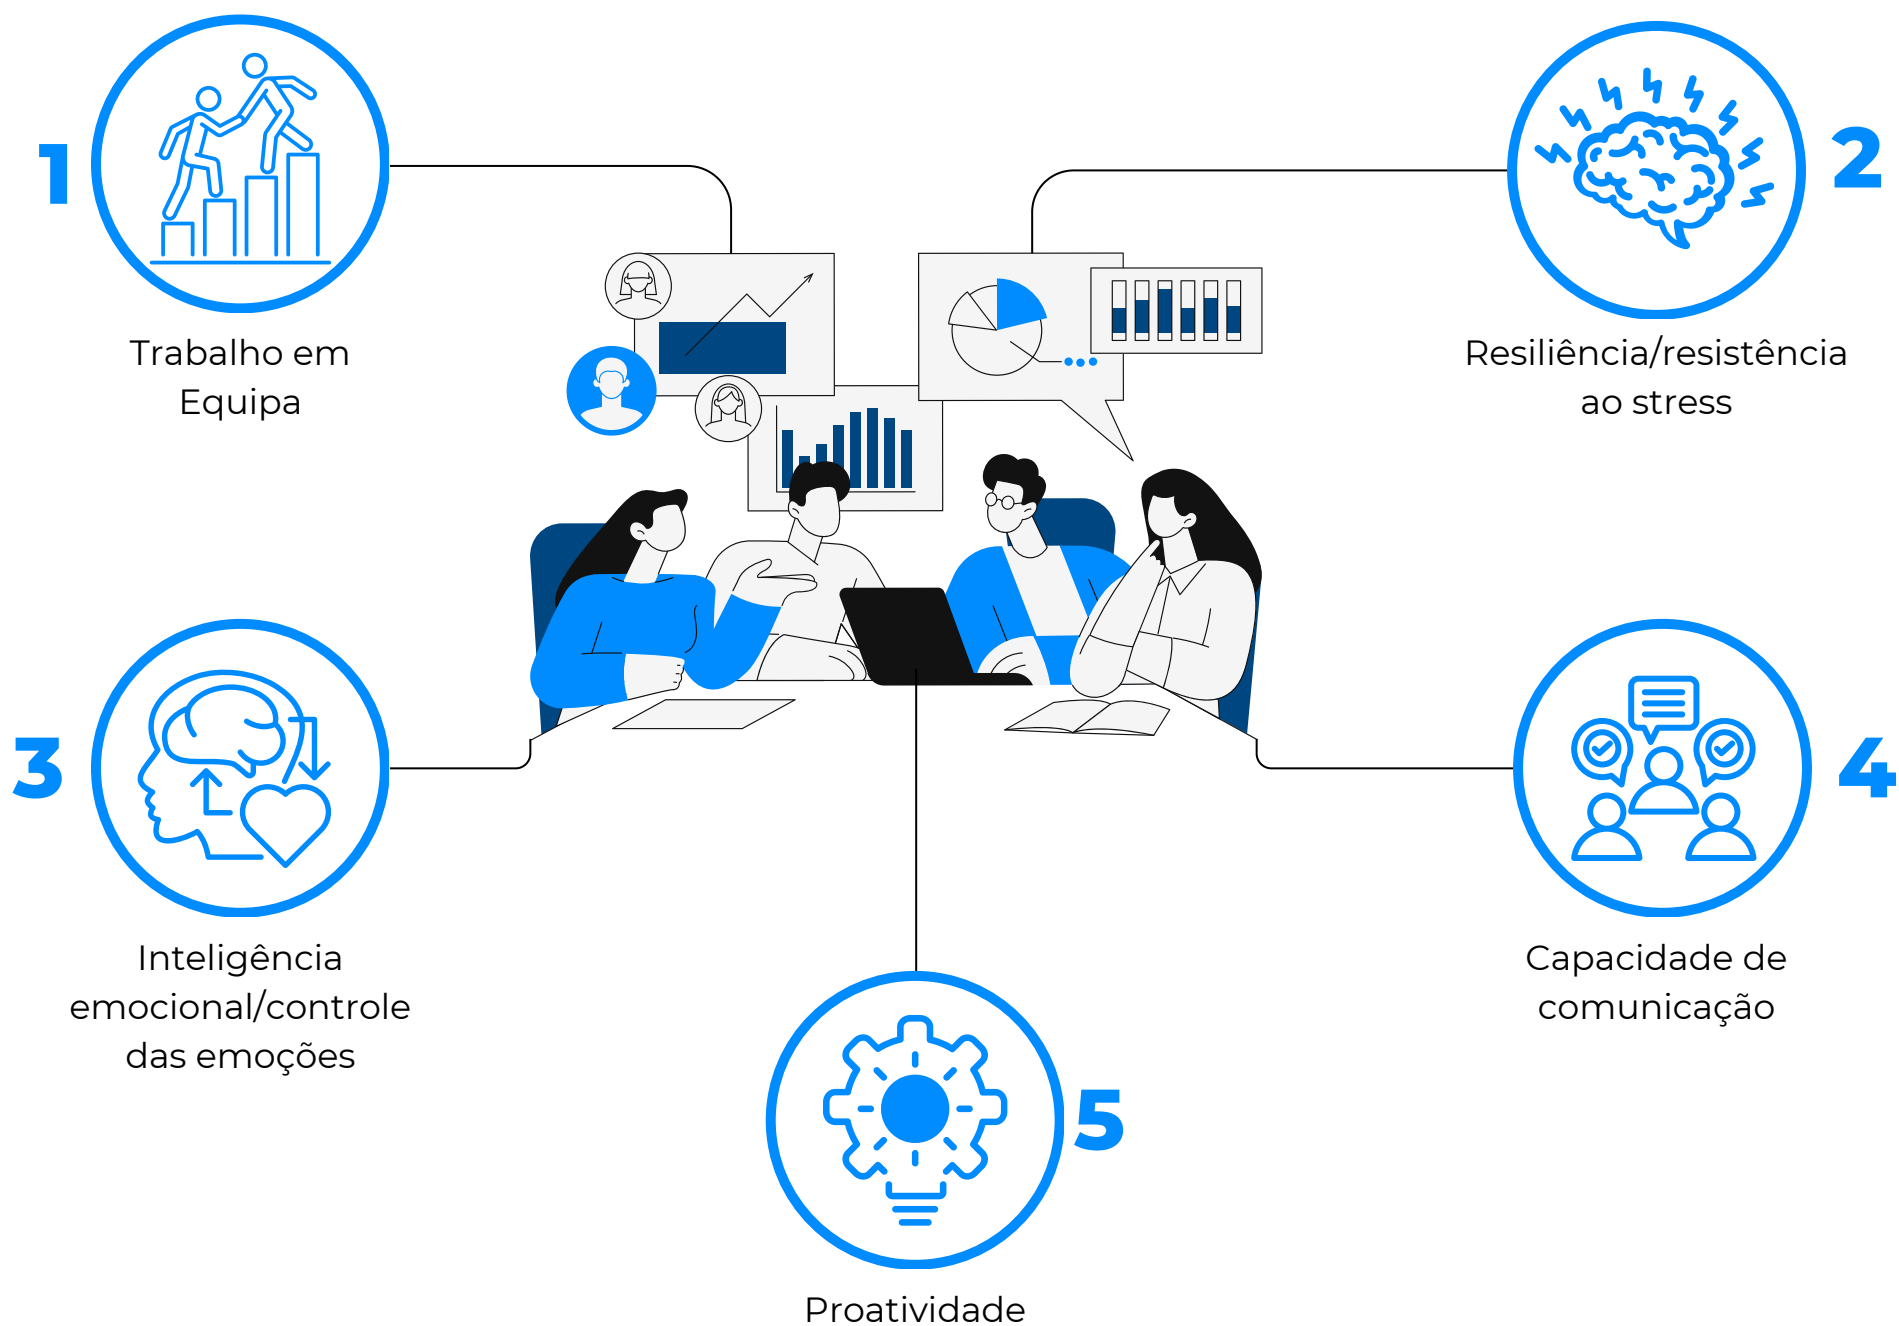 1
Trabalho em
Equipa
2
Resiliência/resistência
ao stress
3
Inteligência
emocional/controle
das emoções
4
Capacidade de
comunicação
5
Proatividade